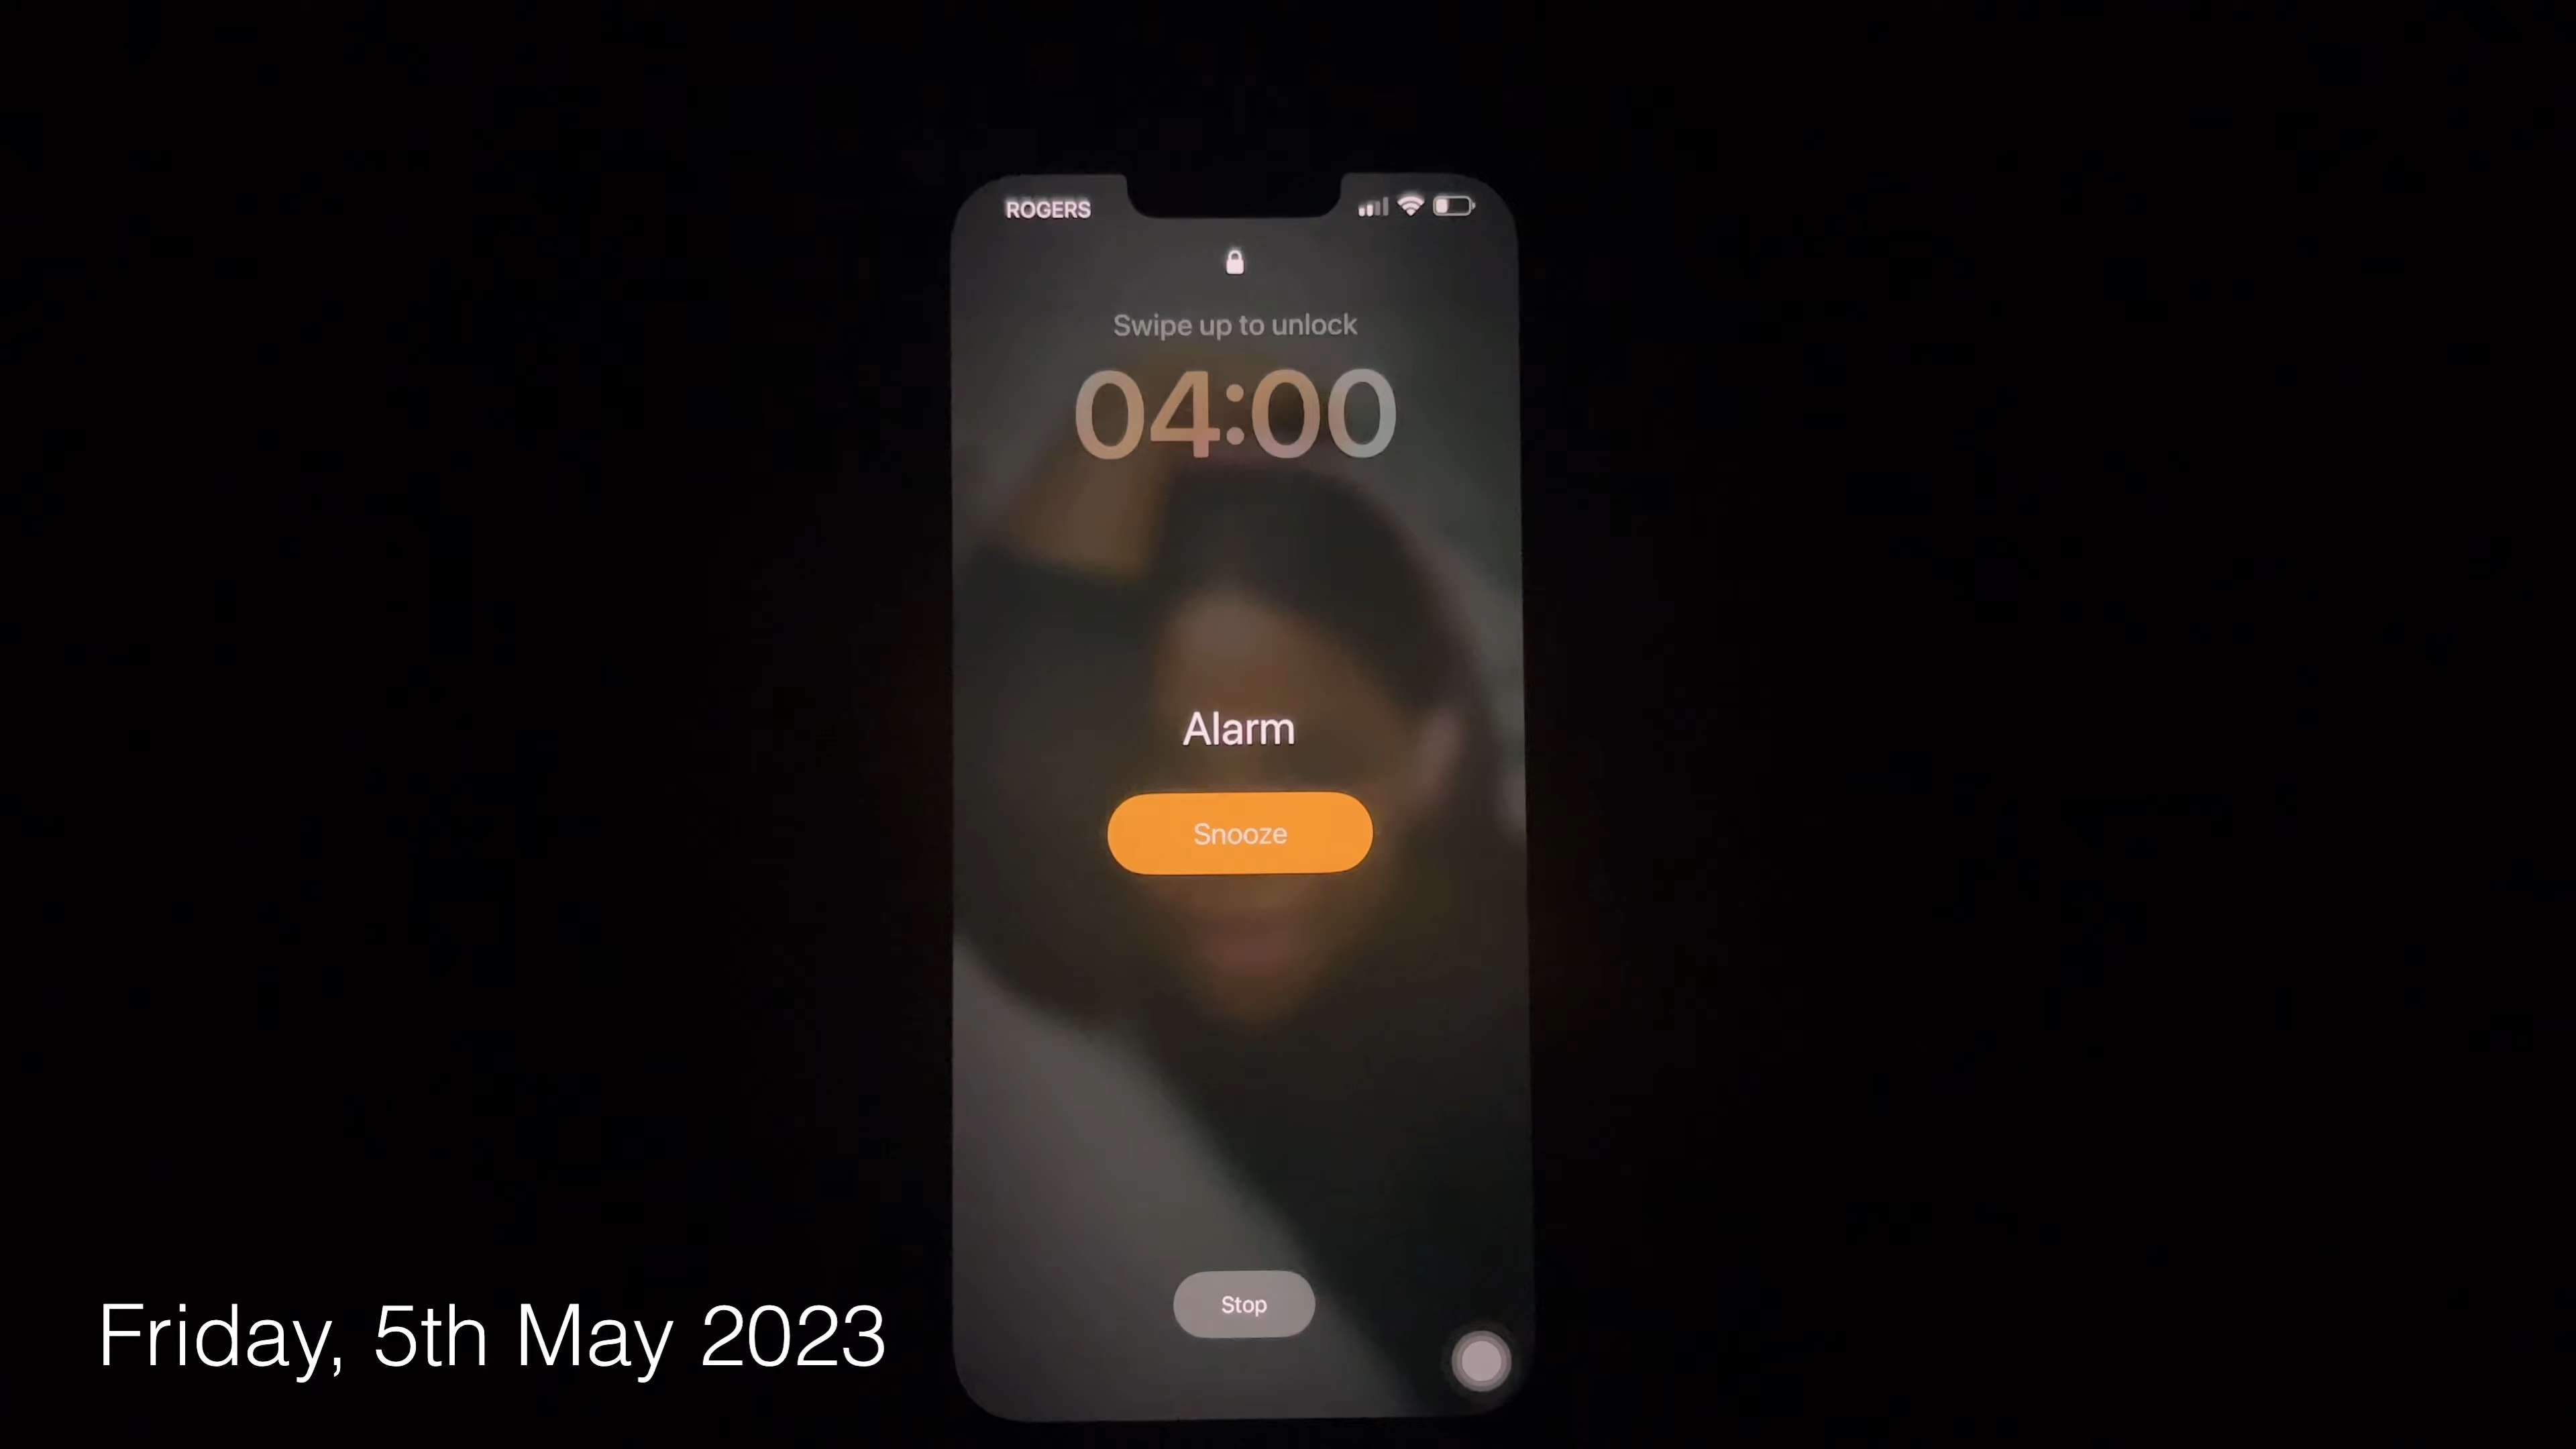 ROGERS
Swipe up to unlock
04:00
Alarm
Snooze
Stop
Friday, 5th May 2023